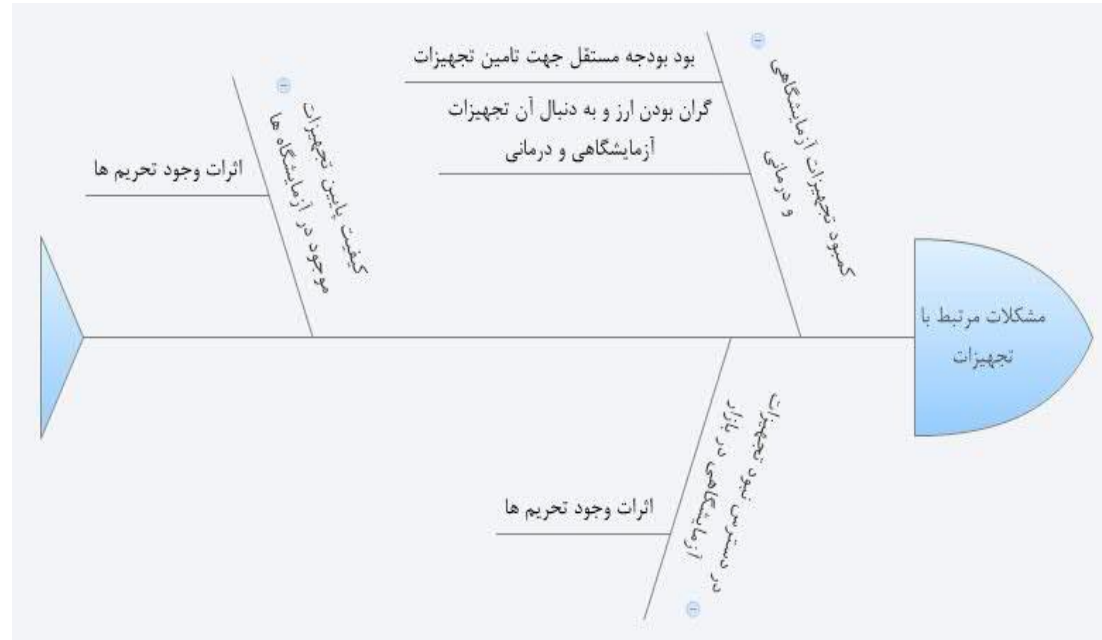 بود بودجه مستقل جهت تامین تجهیزات
گران بودن ارز و به دنبال آن تجهیزات
آزمایشگاهی و درمانی
کمبود تجهیزات آزمایشگاهی
و درمانی
کیفیت پایین تجهیزات
موجود در آزمایشگاه ها
اثرات وجود تحریم ها
مشکلات مرتبط با
تجهیزات
در دسترس نبود تجهیزات
آزمایشگاهی در بازار
اثرات وجود تحریم ها